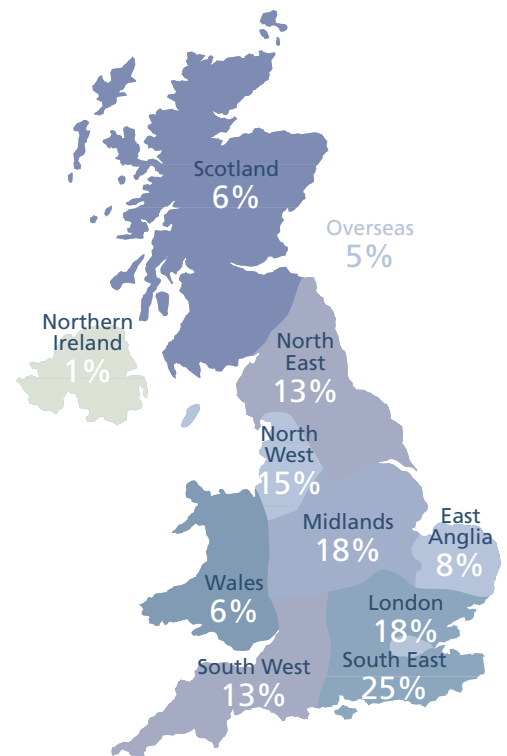 Scotland
6%
Overseas
5%
Northern
Ireland
1%
North
East
13%
North
West
15%
Midlands
18%
East
Anglia
8%
Wales
6%
London
18%
South West
13%
South East
25%